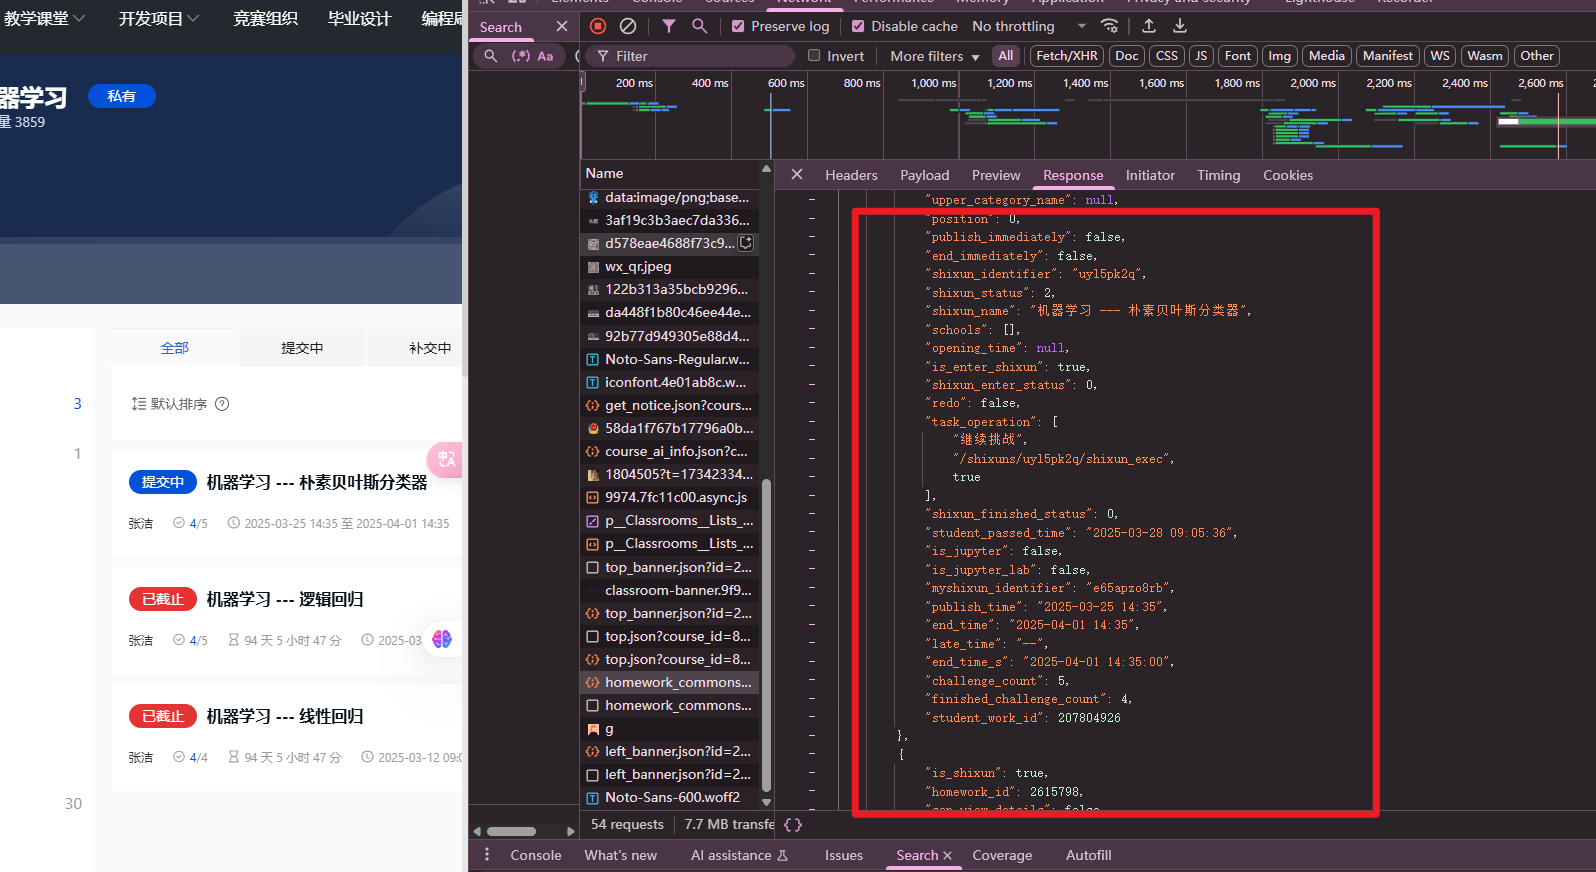 教学课堂 开发项目 竞赛组织 毕业设计
器学习 私有
量 3859
全部 提交中 补交中
3 默认排序
1
提交中 机器学习 --- 朴素贝叶斯分类器
张洁 4/5 2025-03-25 14:35 至 2025-04-01 14:35
已截止 机器学习 --- 逻辑回归
张洁 4/5 94 天 5 小时 47 分 2025-03
已截止 机器学习 --- 线性回归
张洁 4/4 94 天 5 小时 47 分 2025-03-12 09:0
30
Elements Console Sources Network Performance Memory Application Privacy and security Lighthouse Recorder
Search Preserve log Disable cache No throttling
(.*) Aa Filter Invert More filters All Fetch/XHR Doc CSS JS Font Img Media Manifest WS Wasm Other
200 ms 400 ms 600 ms 800 ms 1,000 ms 1,200 ms 1,400 ms 1,600 ms 1,800 ms 2,000 ms 2,200 ms 2,400 ms 2,600 ms
Name
data:image/png;base...
3af19c3b3aec7da336...
d578eae4688f73c9...
wx_qr.jpeg
122b313a35bcb9296...
da448f1b80c46ee44e...
92b77d949305e88d4...
Noto-Sans-Regular.w...
iconfont.4e01ab8c.w...
get_notice.json?cours...
58da1f767b17796a0b...
course_ai_info.json?c...
1804505?t=17342334...
9974.7fc11c00.async.js
p__Classrooms__Lists_...
p__Classrooms__Lists_...
top_banner.json?id=2...
classroom-banner.9f9...
top_banner.json?id=2...
top.json?course_id=8...
top.json?course_id=8...
homework_commons...
homework_commons...
g
left_banner.json?id=2...
left_banner.json?id=2...
Noto-Sans-600.woff2
54 requests 7.7 MB transfe
Headers Payload Preview Response Initiator Timing Cookies
"upper_category_name": null,
"position": 0,
"publish_immediately": false,
"end_immediately": false,
"shixun_identifier": "uyl5pk2q",
"shixun_status": 2,
"shixun_name": "机器学习 --- 朴素贝叶斯分类器",
"schools": [],
"opening_time": null,
"is_enter_shixun": true,
"shixun_enter_status": 0,
"redo": false,
"task_operation": [
"继续挑战",
"/shixuns/uyl5pk2q/shixun_exec",
true
],
"shixun_finished_status": 0,
"student_passed_time": "2025-03-28 09:05:36",
"is_jupyter": false,
"is_jupyter_lab": false,
"myshixun_identifier": "e65apzo8rb",
"publish_time": "2025-03-25 14:35",
"end_time": "2025-04-01 14:35",
"late_time": "--",
"end_time_s": "2025-04-01 14:35:00",
"challenge_count": 5,
"finished_challenge_count": 4,
"student_work_id": 207804926
},
{
"is_shixun": true,
"homework_id": 2615798,
"can_view_details": false
Console What's new AI assistance Issues Search Coverage Autofill